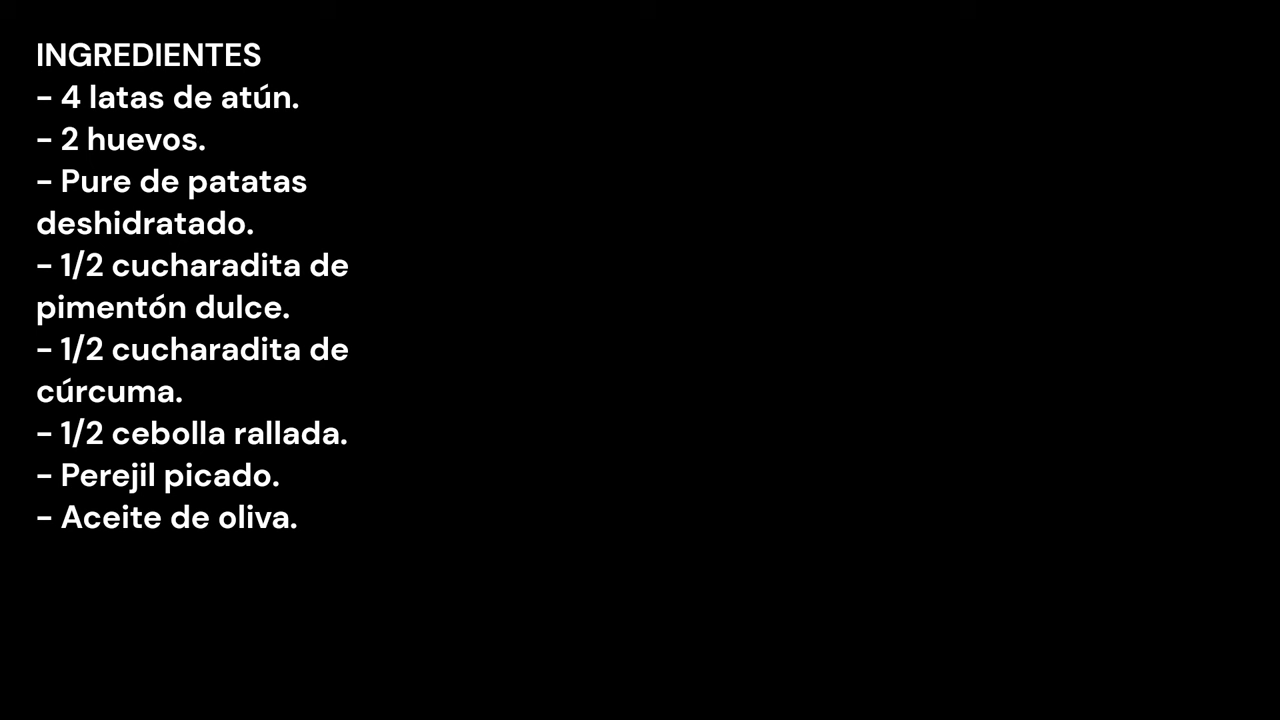 INGREDIENTES
- 4 latas de atún.
- 2 huevos.
- Pure de patatas
deshidratado.
- 1/2 cucharadita de
pimentón dulce.
- 1/2 cucharadita de
cúrcuma.
- 1/2 cebolla rallada.
- Perejil picado.
- Aceite de oliva.